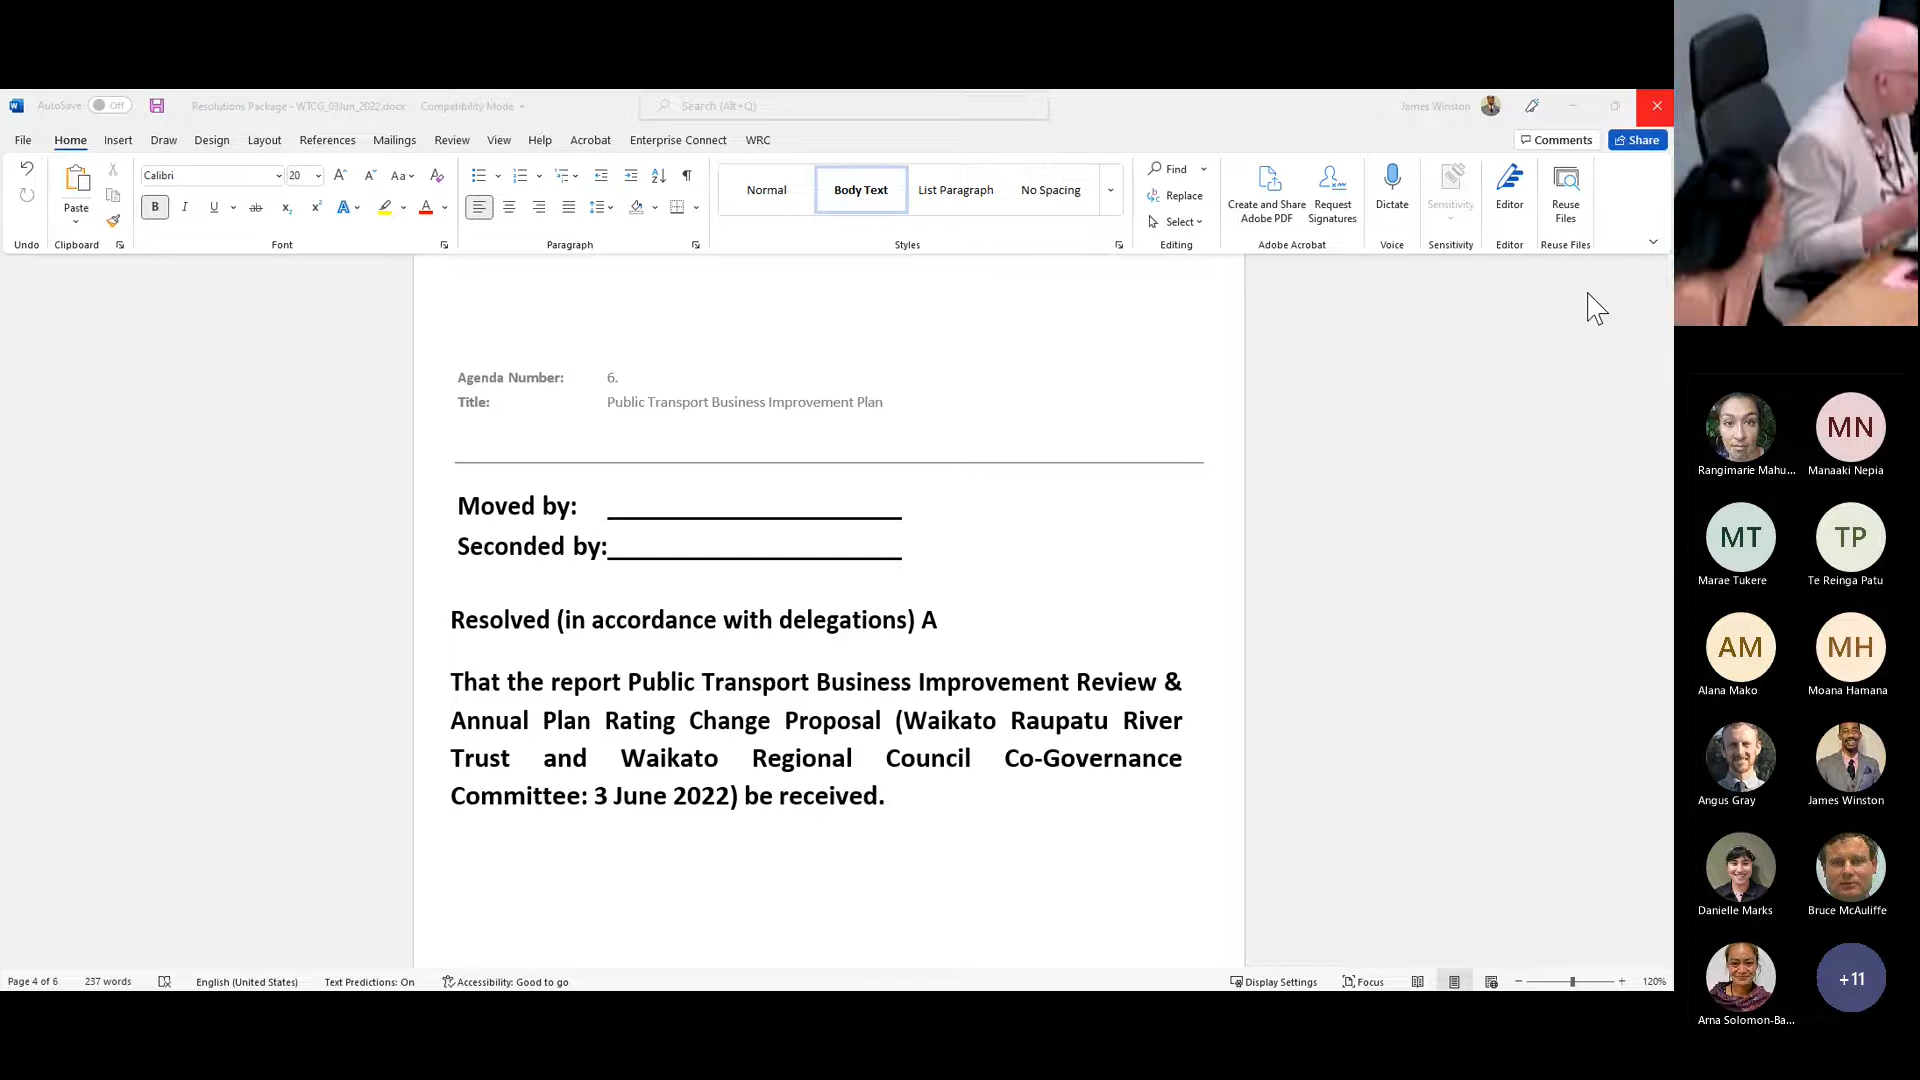 AutoSave Off Resolutions Package - WTCG_03Jun_2022.docx Compatibility Mode Search (Alt+Q) James Winston
File Home Insert Draw Design Layout References Mailings Review View Help Acrobat Enterprise Connect WRC Comments Share
Calibri 20 Aa
Normal Body Text List Paragraph No Spacing
Find
Replace
Select
Paste
B I U ab x₂ x² A A
Create and Share Adobe PDF
Request Signatures
Dictate
Sensitivity
Editor
Reuse Files
Undo Clipboard Font Paragraph Styles Editing Adobe Acrobat Voice Sensitivity Editor Reuse Files
Agenda Number: 6.
Title: Public Transport Business Improvement Plan
Moved by:
Seconded by:
Resolved (in accordance with delegations) A
That the report Public Transport Business Improvement Review &
Annual Plan Rating Change Proposal (Waikato Raupatu River
Trust and Waikato Regional Council Co-Governance
Committee: 3 June 2022) be received.
Page 4 of 6 237 words English (United States) Text Predictions: On Accessibility: Good to go Display Settings Focus 120%
MN
Rangimarie Mahu... Manaaki Nepia
MT TP
Marae Tukere Te Reinga Patu
AM MH
Alana Mako Moana Hamana
Angus Gray James Winston
Danielle Marks Bruce McAuliffe
+11
Arna Solomon-Ba...